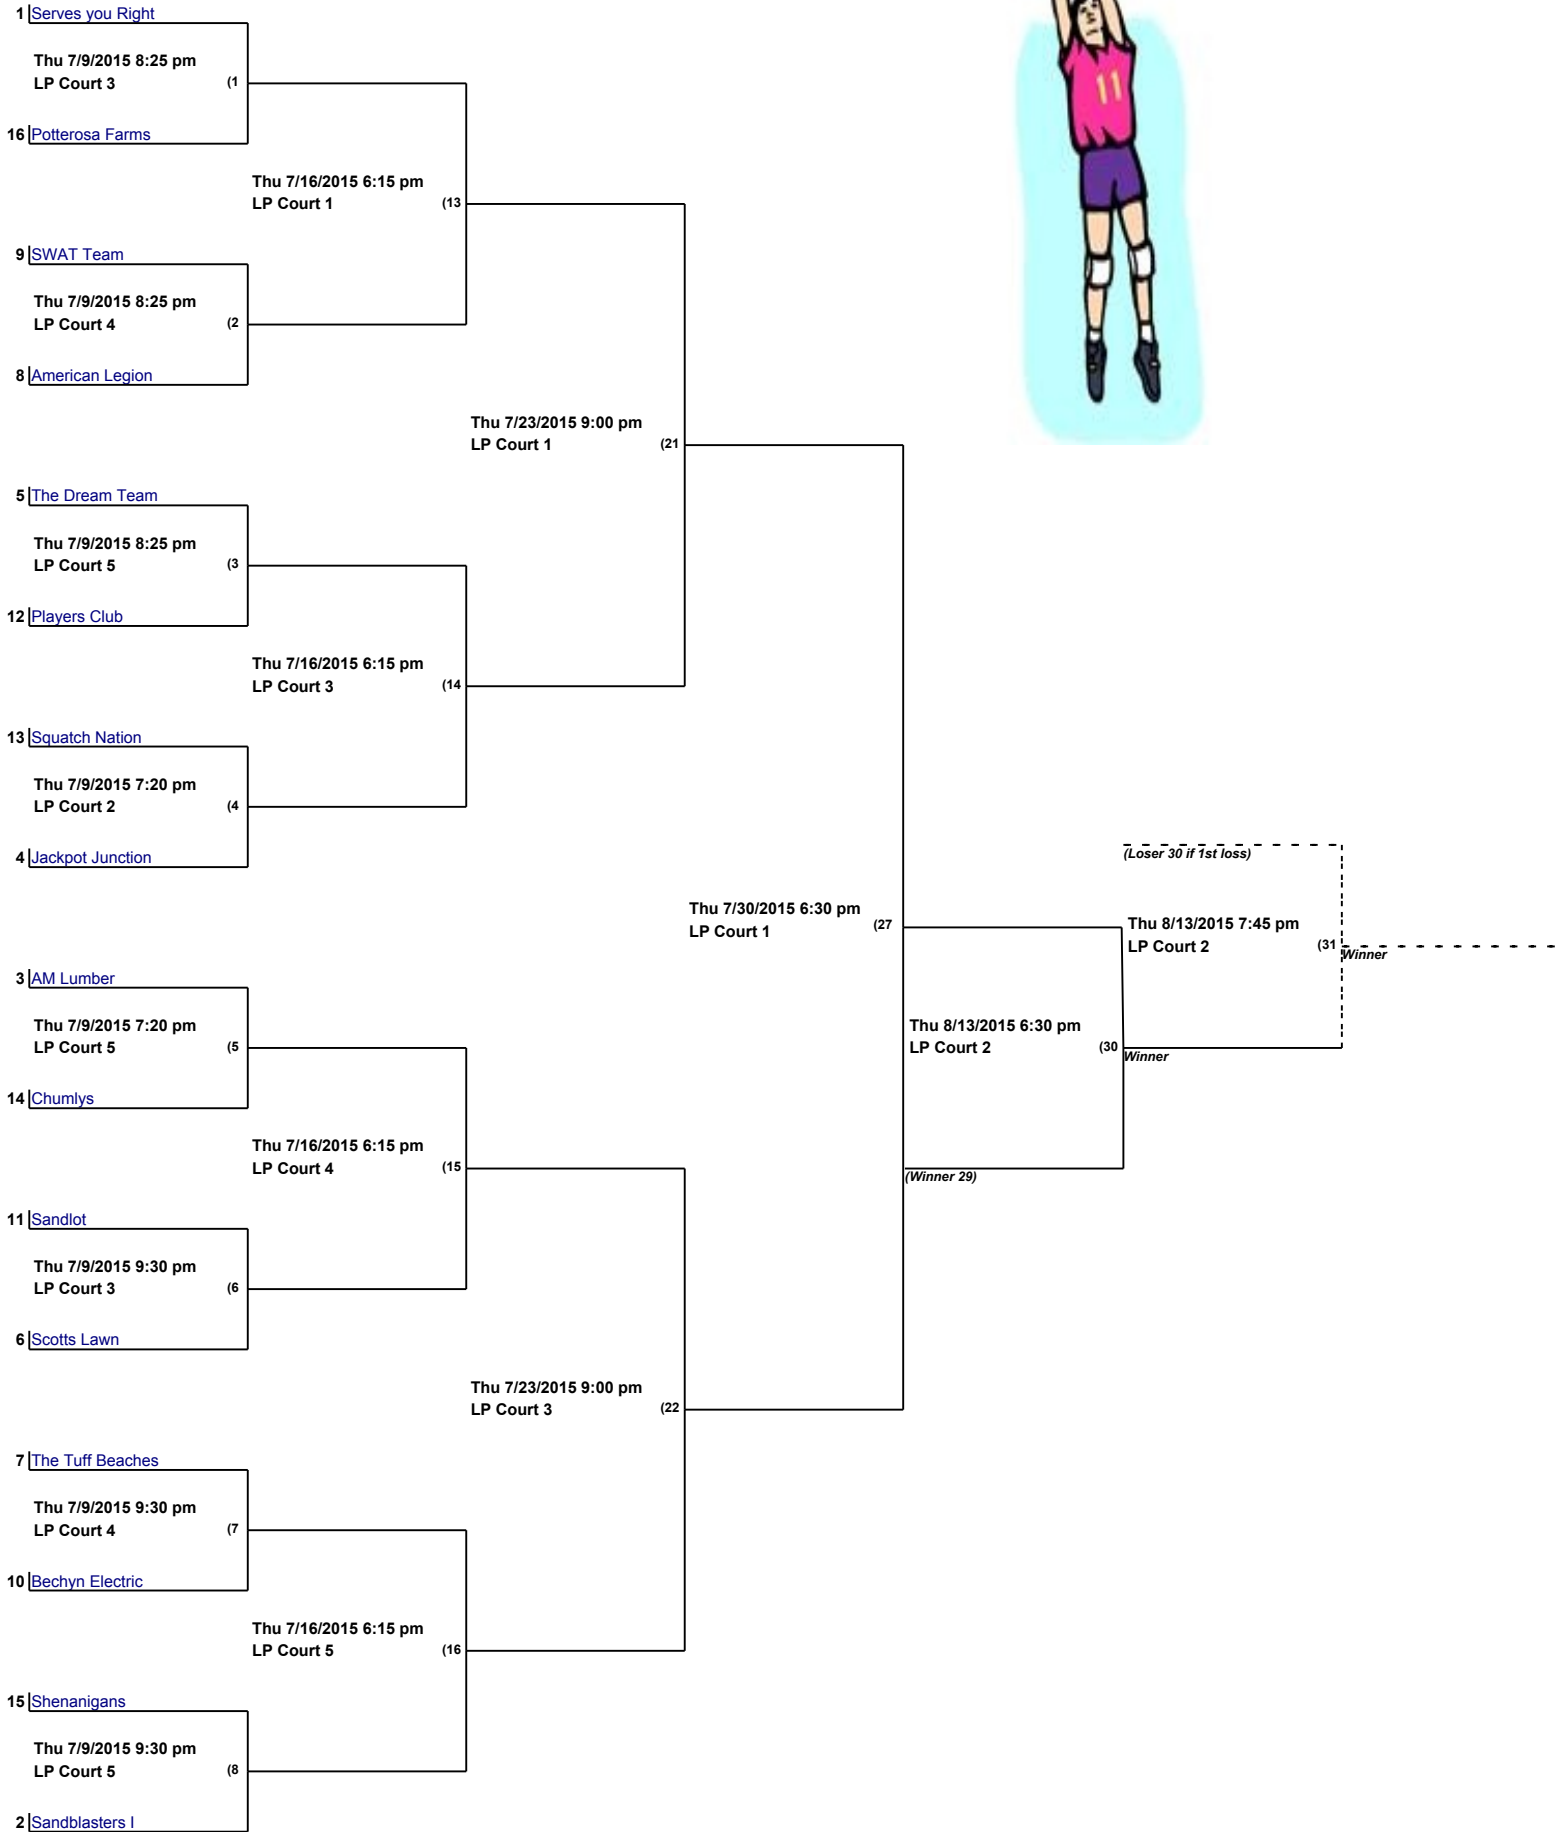 1 Serves you Right
Thu 7/9/2015 8:25 pm
LP Court 3 (1
16 Potterosa Farms
Thu 7/16/2015 6:15 pm
LP Court 1 (13
9 SWAT Team
Thu 7/9/2015 8:25 pm
LP Court 4 (2
8 American Legion
Thu 7/23/2015 9:00 pm
LP Court 1 (21
5 The Dream Team
Thu 7/9/2015 8:25 pm
LP Court 5 (3
12 Players Club
Thu 7/16/2015 6:15 pm
LP Court 3 (14
13 Squatch Nation
Thu 7/9/2015 7:20 pm
LP Court 2 (4
4 Jackpot Junction
(Loser 30 if 1st loss)
Thu 7/30/2015 6:30 pm
LP Court 1 (27
Thu 8/13/2015 7:45 pm
LP Court 2 (31
Winner
3 AM Lumber
Thu 7/9/2015 7:20 pm
LP Court 5 (5
Thu 8/13/2015 6:30 pm
LP Court 2 (30
Winner
14 Chumlys
Thu 7/16/2015 6:15 pm
LP Court 4 (15
(Winner 29)
11 Sandlot
Thu 7/9/2015 9:30 pm
LP Court 3 (6
6 Scotts Lawn
Thu 7/23/2015 9:00 pm
LP Court 3 (22
7 The Tuff Beaches
Thu 7/9/2015 9:30 pm
LP Court 4 (7
10 Bechyn Electric
Thu 7/16/2015 6:15 pm
LP Court 5 (16
15 Shenanigans
Thu 7/9/2015 9:30 pm
LP Court 5 (8
2 Sandblasters I
11